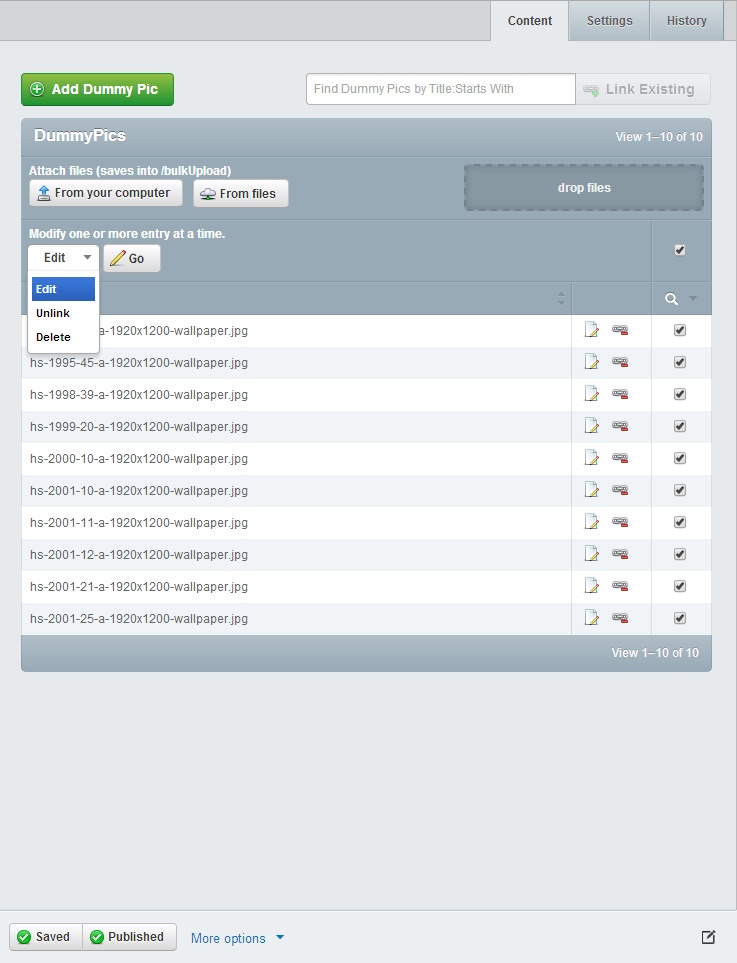 Content Settings History
Add Dummy Pic
Find Dummy Pics by Title:Starts With Link Existing
DummyPics View 1–10 of 10
Attach files (saves into /bulkUpload)
From your computer From files drop files
Modify one or more entry at a time.
Edit Go
Edit
Unlink
Delete
-a-1920x1200-wallpaper.jpg
hs-1995-45-a-1920x1200-wallpaper.jpg
hs-1998-39-a-1920x1200-wallpaper.jpg
hs-1999-20-a-1920x1200-wallpaper.jpg
hs-2000-10-a-1920x1200-wallpaper.jpg
hs-2001-10-a-1920x1200-wallpaper.jpg
hs-2001-11-a-1920x1200-wallpaper.jpg
hs-2001-12-a-1920x1200-wallpaper.jpg
hs-2001-21-a-1920x1200-wallpaper.jpg
hs-2001-25-a-1920x1200-wallpaper.jpg
View 1–10 of 10
Saved Published More options